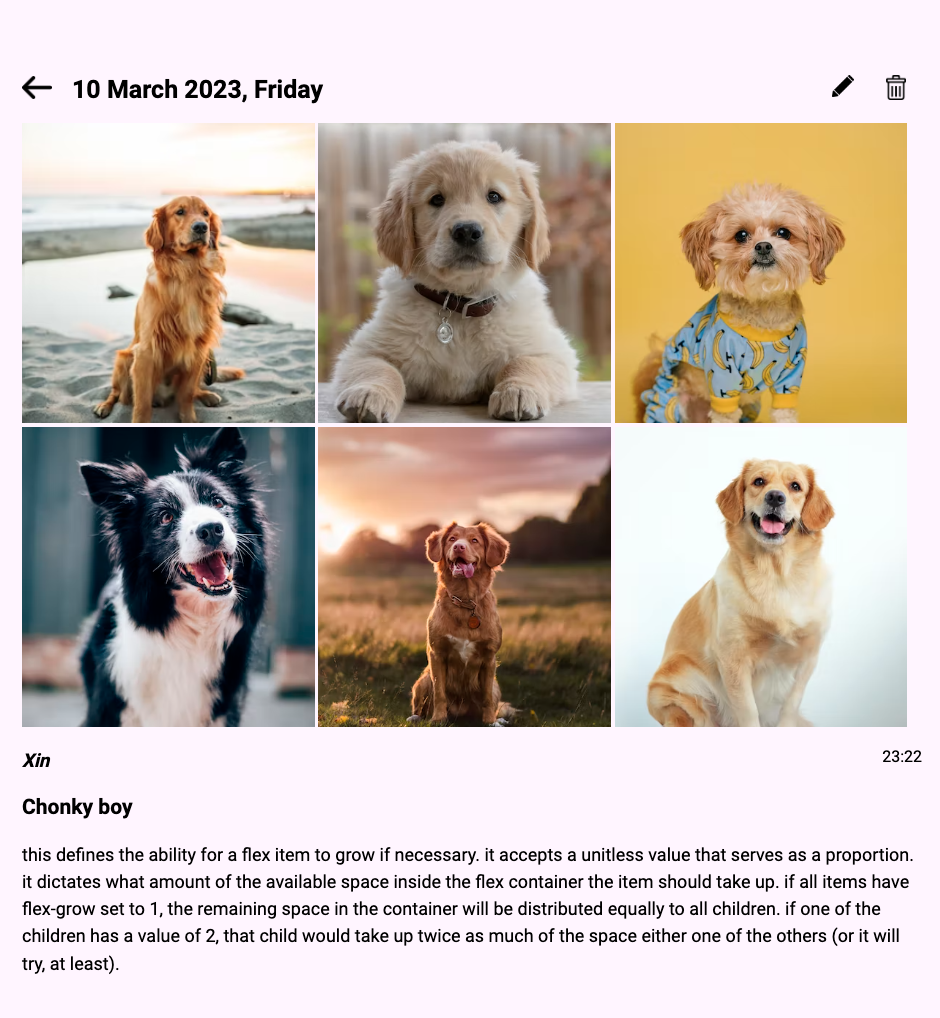 10 March 2023, Friday
Xin
23:22
Chonky boy
this defines the ability for a flex item to grow if necessary. it accepts a unitless value that serves as a proportion.
it dictates what amount of the available space inside the flex container the item should take up. if all items have
flex-grow set to 1, the remaining space in the container will be distributed equally to all children. if one of the
children has a value of 2, that child would take up twice as much of the space either one of the others (or it will
try, at least).